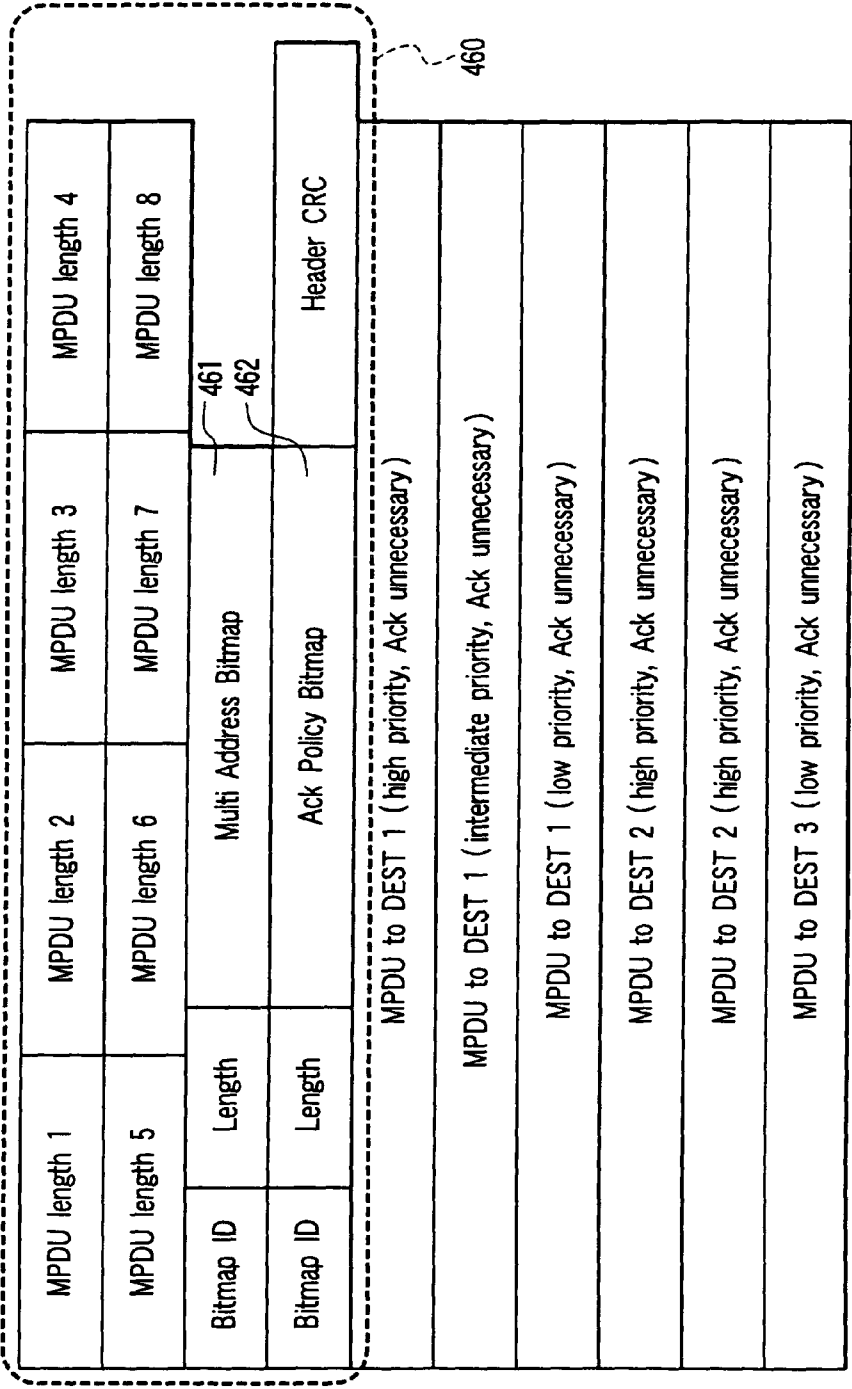 MPDU length 1 MPDU length 2 MPDU length 3 MPDU length 4
MPDU length 5 MPDU length 6 MPDU length 7 MPDU length 8
461
Bitmap ID Length Multi Address Bitmap
462
Bitmap ID Length Ack Policy Bitmap Header CRC
460
MPDU to DEST 1 (high priority, Ack unnecessary)
MPDU to DEST 1 (intermediate priority, Ack unnecessary)
MPDU to DEST 1 (low priority, Ack unnecessary)
MPDU to DEST 2 (high priority, Ack unnecessary)
MPDU to DEST 2 (high priority, Ack unnecessary)
MPDU to DEST 3 (low priority, Ack unnecessary)